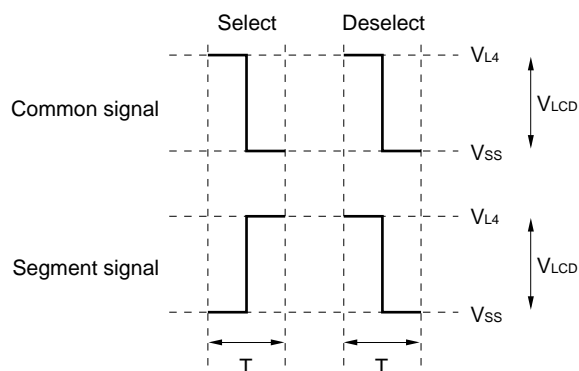 Select Deselect
VL4
Common signal
VLCD
VSS
VL4
Segment signal
VLCD
VSS
T T